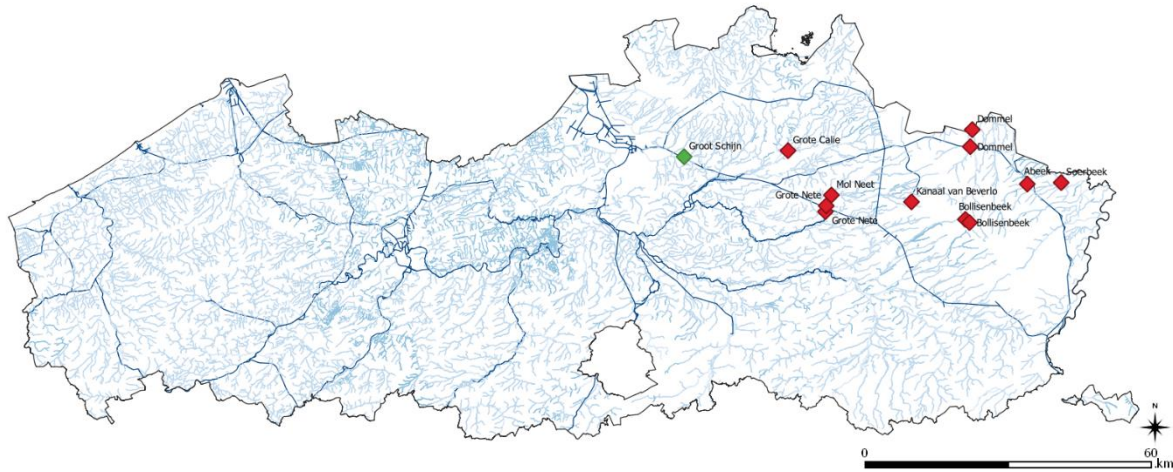 Dommel
Groot Schijn
Grote Calie
Dommel
Abeek
Soerbeek
Mol Neet
Grote Nete
Kanaal van Beverlo
Bollisenbeek
Grote Nete
Bollisenbeek
N
0
60
km